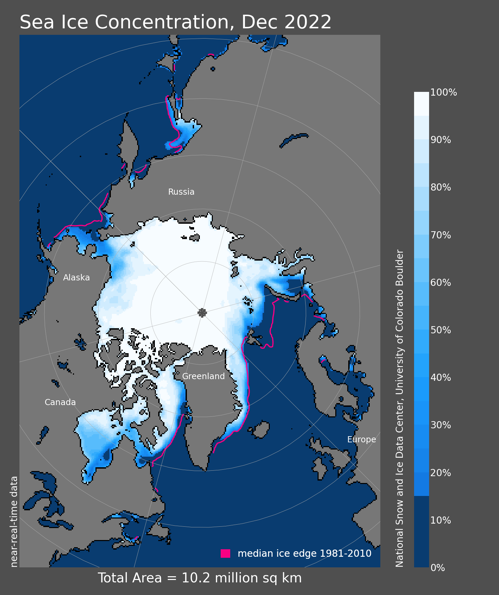 Sea Ice Concentration, Dec 2022
Russia
Alaska
Greenland
Canada
Europe
near-real-time data
median ice edge 1981-2010
Total Area = 10.2 million sq km
100%
90%
80%
70%
60%
50%
40%
30%
20%
10%
0%
National Snow and Ice Data Center, University of Colorado Boulder